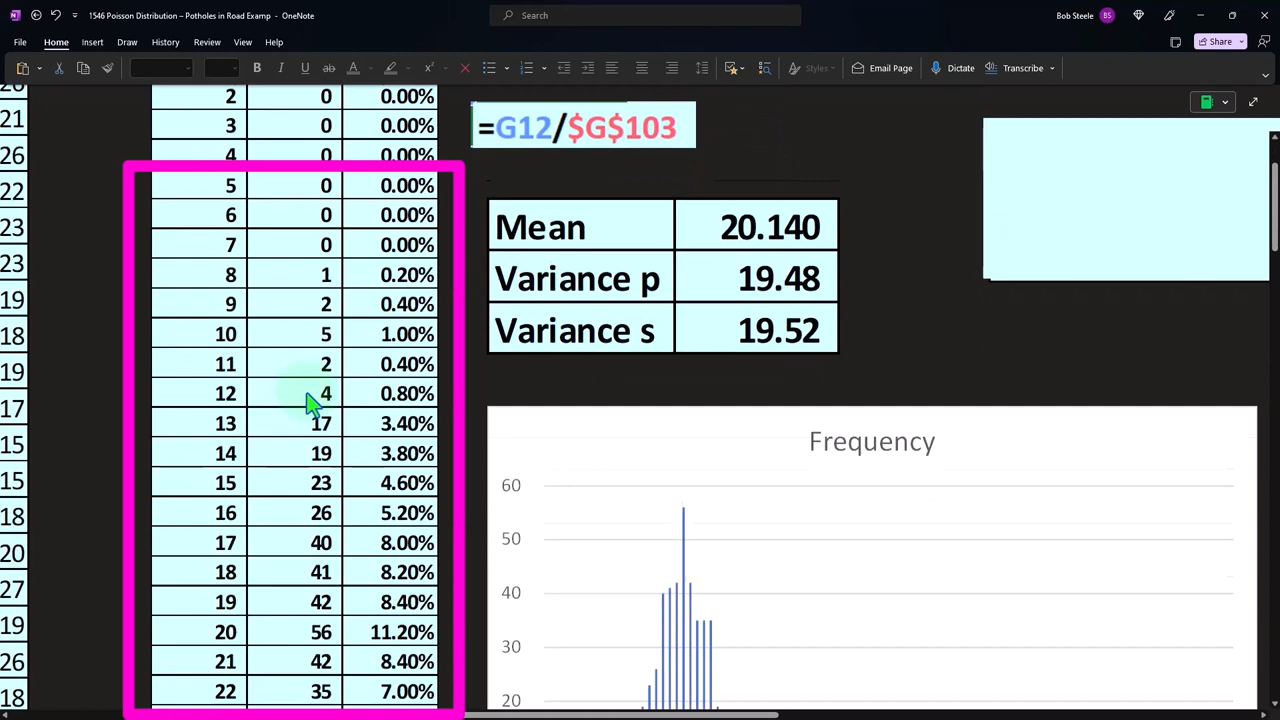 1546 Poisson Distribution – Potholes in Road Examp - OneNote
Search
Bob Steele BS
File Home Insert Draw History Review View Help
Share
Styles Email Page Dictate Transcribe
21
26
22
23
23
19
18
19
17
15
15
18
20
27
19
26
18
2 0 0.00%
3 0 0.00%
4 0 0.00%
5 0 0.00%
6 0 0.00%
7 0 0.00%
8 1 0.20%
9 2 0.40%
10 5 1.00%
11 2 0.40%
12 4 0.80%
13 17 3.40%
14 19 3.80%
15 23 4.60%
16 26 5.20%
17 40 8.00%
18 41 8.20%
19 42 8.40%
20 56 11.20%
21 42 8.40%
22 35 7.00%
=G12/$G$103
Mean 20.140
Variance p 19.48
Variance s 19.52
Frequency
60
50
40
30
20